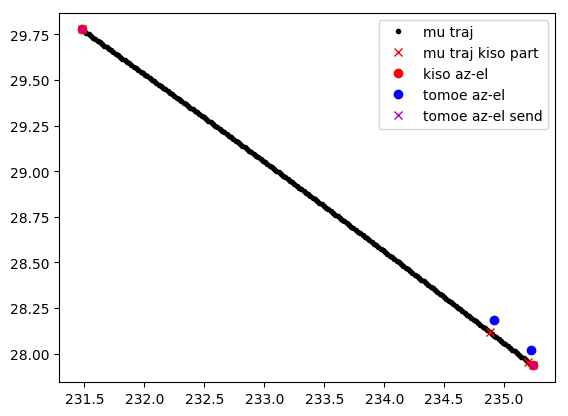 29.75
29.50
29.25
29.00
28.75
28.50
28.25
28.00
231.5 232.0 232.5 233.0 233.5 234.0 234.5 235.0
mu traj
mu traj kiso part
kiso az-el
tomoe az-el
tomoe az-el send